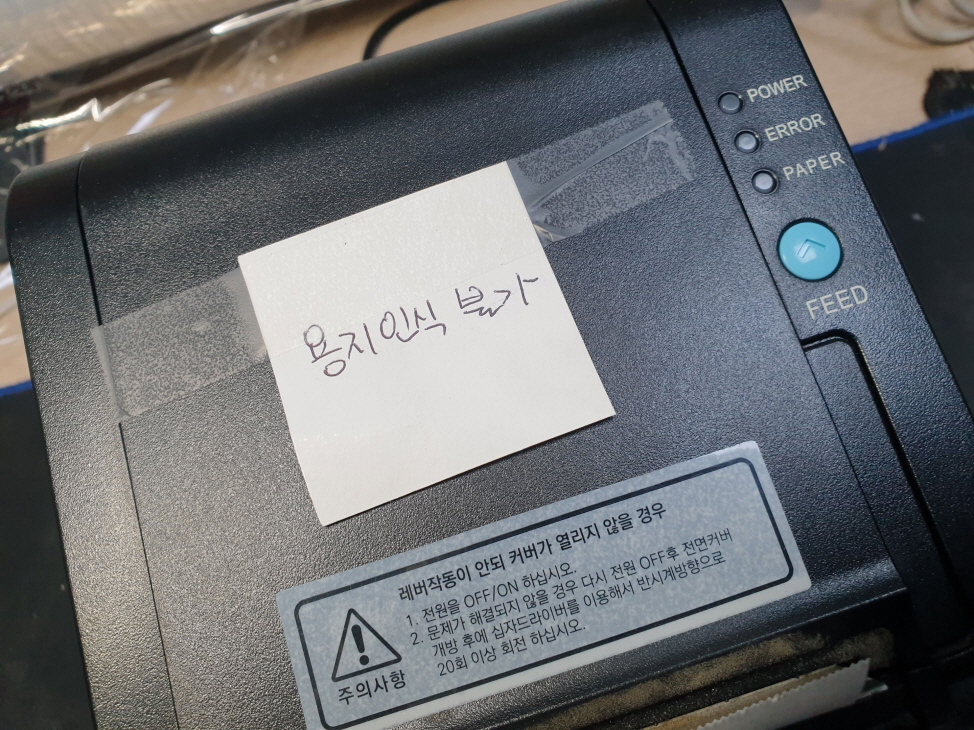 POWER
ERROR
PAPER
FEED
용지인식 불가
레버작동이 안되 커버가 열리지 않을 경우
1. 전원을 OFF/ON 하십시오.
2. 문제가 해결되지 않을 경우 다시 전원 OFF후 전면커버
개방 후에 십자드라이버를 이용해서 반시계방향으로
20회 이상 회전 하십시오.
주의사항